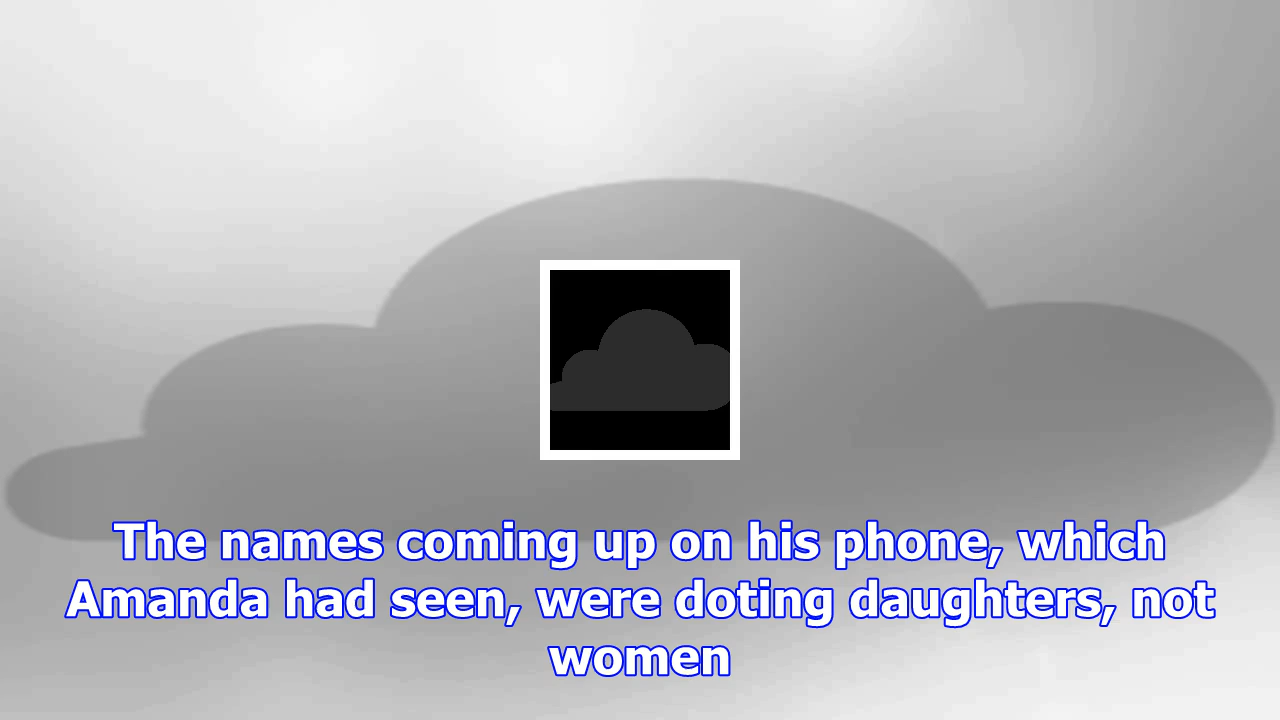 The names coming up on his phone, which
Amanda had seen, were doting daughters, not
women